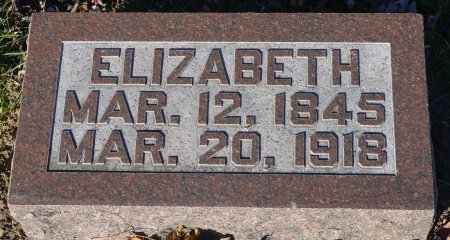 ELIZABETH
MAR. 12, 1845
MAR. 20, 1918